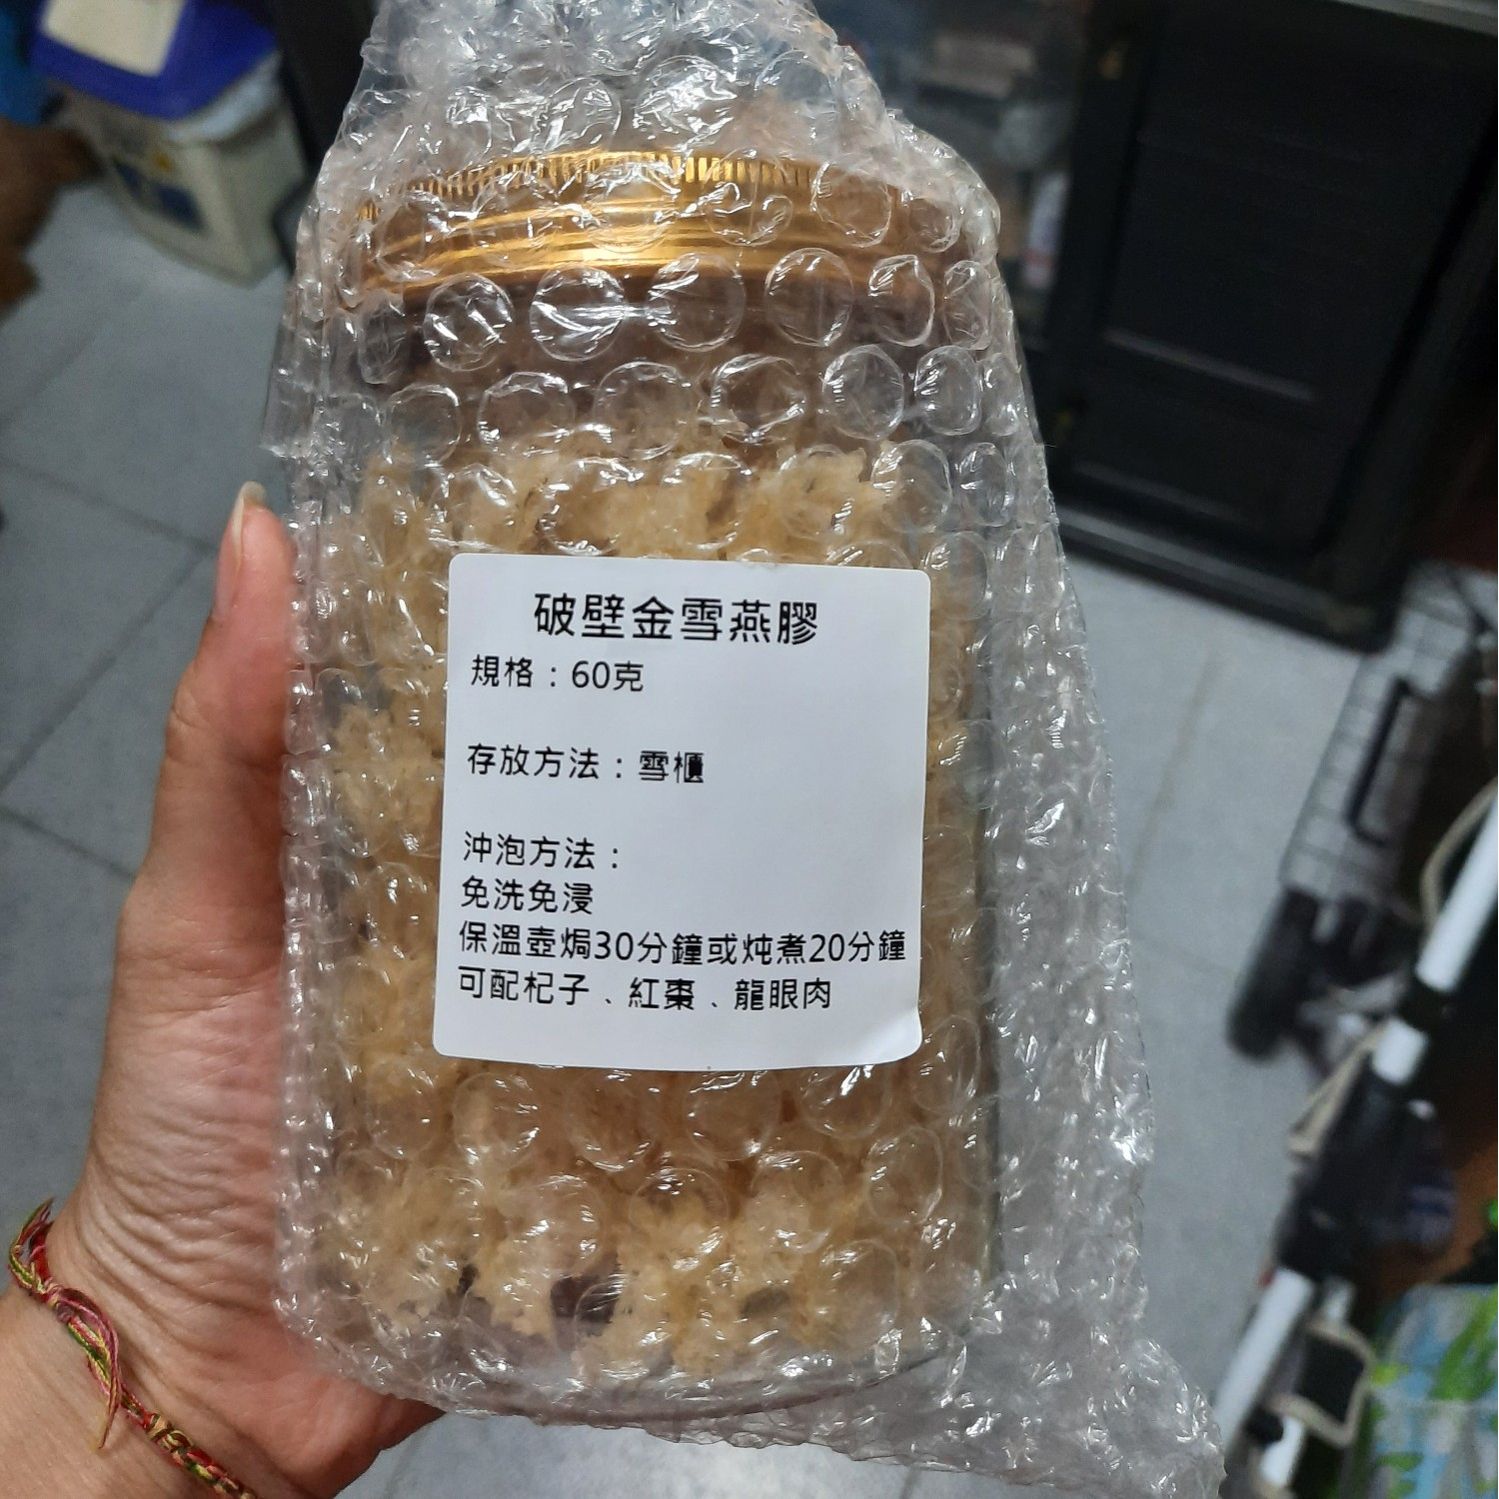 破壁金雪燕膠
規格：60克
存放方法：雪櫃
沖泡方法：
免洗免浸
保溫壺焗30分鐘或炖煮20分鐘
可配杞子、紅棗、龍眼肉